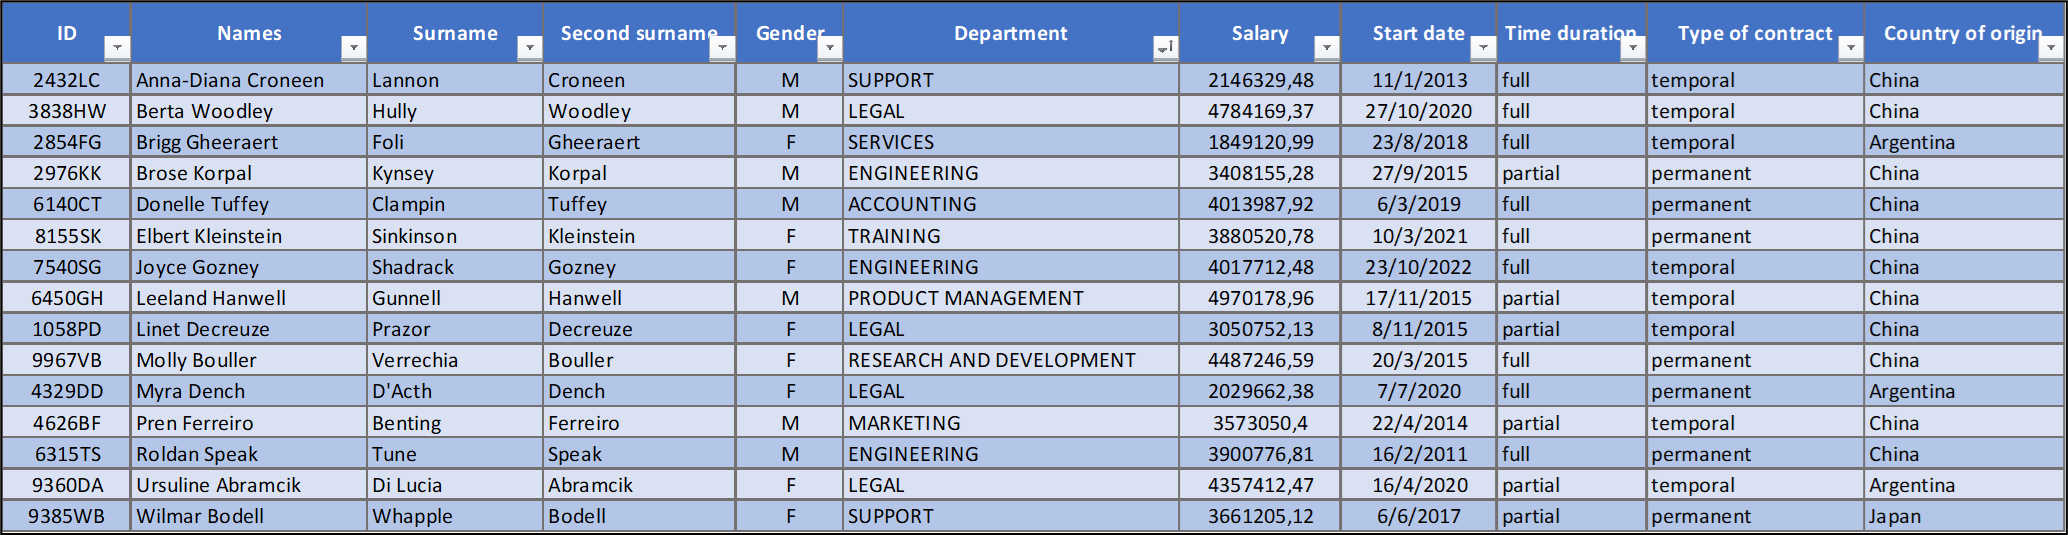 ID Names Surname Second surname Gender Department Salary Start date Time duration Type of contract Country of origin
2432LC Anna-Diana Croneen Lannon Croneen M SUPPORT 2146329,48 11/1/2013 full temporal China
3838HW Berta Woodley Hully Woodley M LEGAL 4784169,37 27/10/2020 full temporal China
2854FG Brigg Gheeraert Foli Gheeraert F SERVICES 1849120,99 23/8/2018 full temporal Argentina
2976KK Brose Korpal Kynsey Korpal M ENGINEERING 3408155,28 27/9/2015 partial permanent China
6140CT Donelle Tuffey Clampin Tuffey M ACCOUNTING 4013987,92 6/3/2019 full permanent China
8155SK Elbert Kleinstein Sinkinson Kleinstein F TRAINING 3880520,78 10/3/2021 full permanent China
7540SG Joyce Gozney Shadrack Gozney F ENGINEERING 4017712,48 23/10/2022 full temporal China
6450GH Leeland Hanwell Gunnell Hanwell M PRODUCT MANAGEMENT 4970178,96 17/11/2015 partial temporal China
1058PD Linet Decreuze Prazor Decreuze F LEGAL 3050752,13 8/11/2015 partial temporal China
9967VB Molly Bouller Verrechia Bouller F RESEARCH AND DEVELOPMENT 4487246,59 20/3/2015 full permanent China
4329DD Myra Dench D'Acth Dench F LEGAL 2029662,38 7/7/2020 full permanent Argentina
4626BF Pren Ferreiro Benting Ferreiro M MARKETING 3573050,4 22/4/2014 partial temporal China
6315TS Roldan Speak Tune Speak M ENGINEERING 3900776,81 16/2/2011 full permanent China
9360DA Ursuline Abramcik Di Lucia Abramcik F LEGAL 4357412,47 16/4/2020 partial temporal Argentina
9385WB Wilmar Bodell Whapple Bodell F SUPPORT 3661205,12 6/6/2017 partial permanent Japan